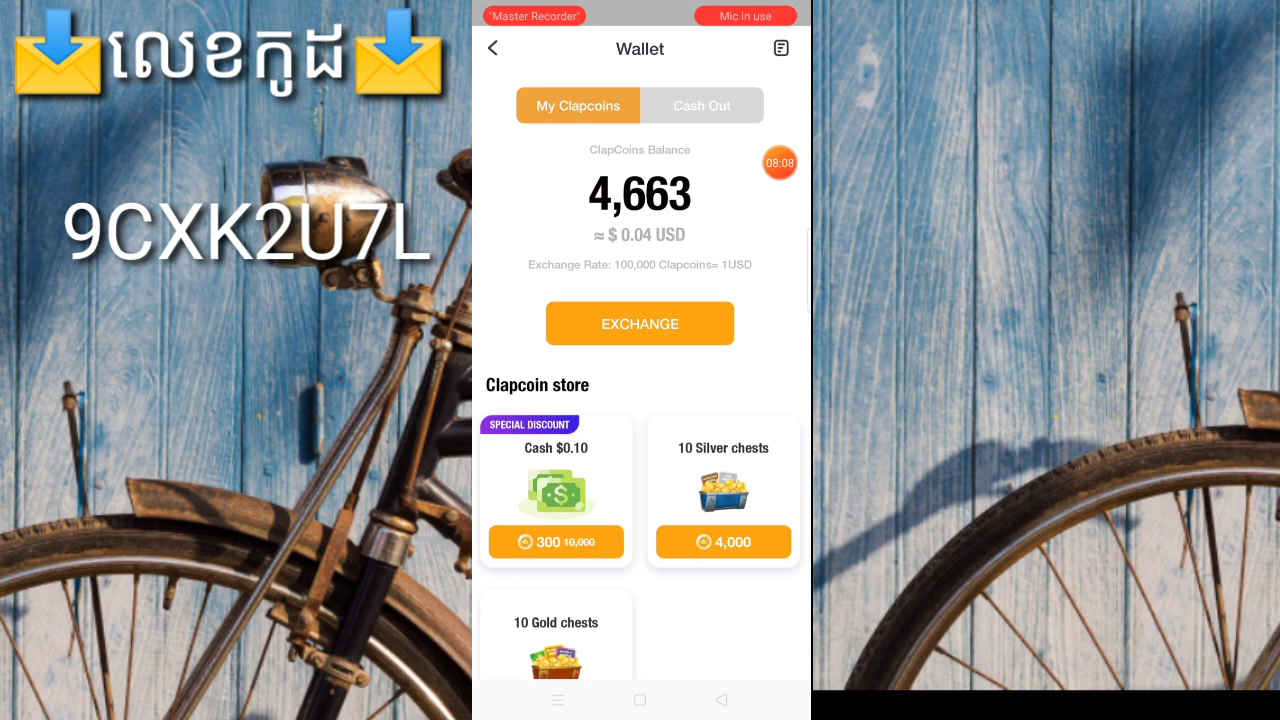 លេខកូដ
9CXK2U7L
"Master Recorder"
Mic in use
Wallet
My Clapcoins
Cash Out
ClapCoins Balance
08:08
4,663
≈ $ 0.04 USD
Exchange Rate: 100,000 Clapcoins= 1USD
EXCHANGE
Clapcoin store
SPECIAL DISCOUNT
Cash $0.10
300 10,000
10 Silver chests
4,000
10 Gold chests